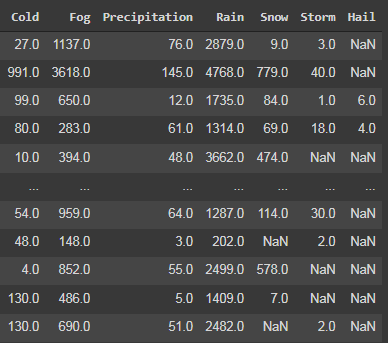 Cold Fog Precipitation Rain Snow Storm Hail
27.0 1137.0 76.0 2879.0 9.0 3.0 NaN
991.0 3618.0 145.0 4768.0 779.0 40.0 NaN
99.0 650.0 12.0 1735.0 84.0 1.0 6.0
80.0 283.0 61.0 1314.0 69.0 18.0 4.0
10.0 394.0 48.0 3662.0 474.0 NaN NaN
... ... ... ... ... ... ...
54.0 959.0 64.0 1287.0 114.0 30.0 NaN
48.0 148.0 3.0 202.0 NaN 2.0 NaN
4.0 852.0 55.0 2499.0 578.0 NaN NaN
130.0 486.0 5.0 1409.0 7.0 NaN NaN
130.0 690.0 51.0 2482.0 NaN 2.0 NaN